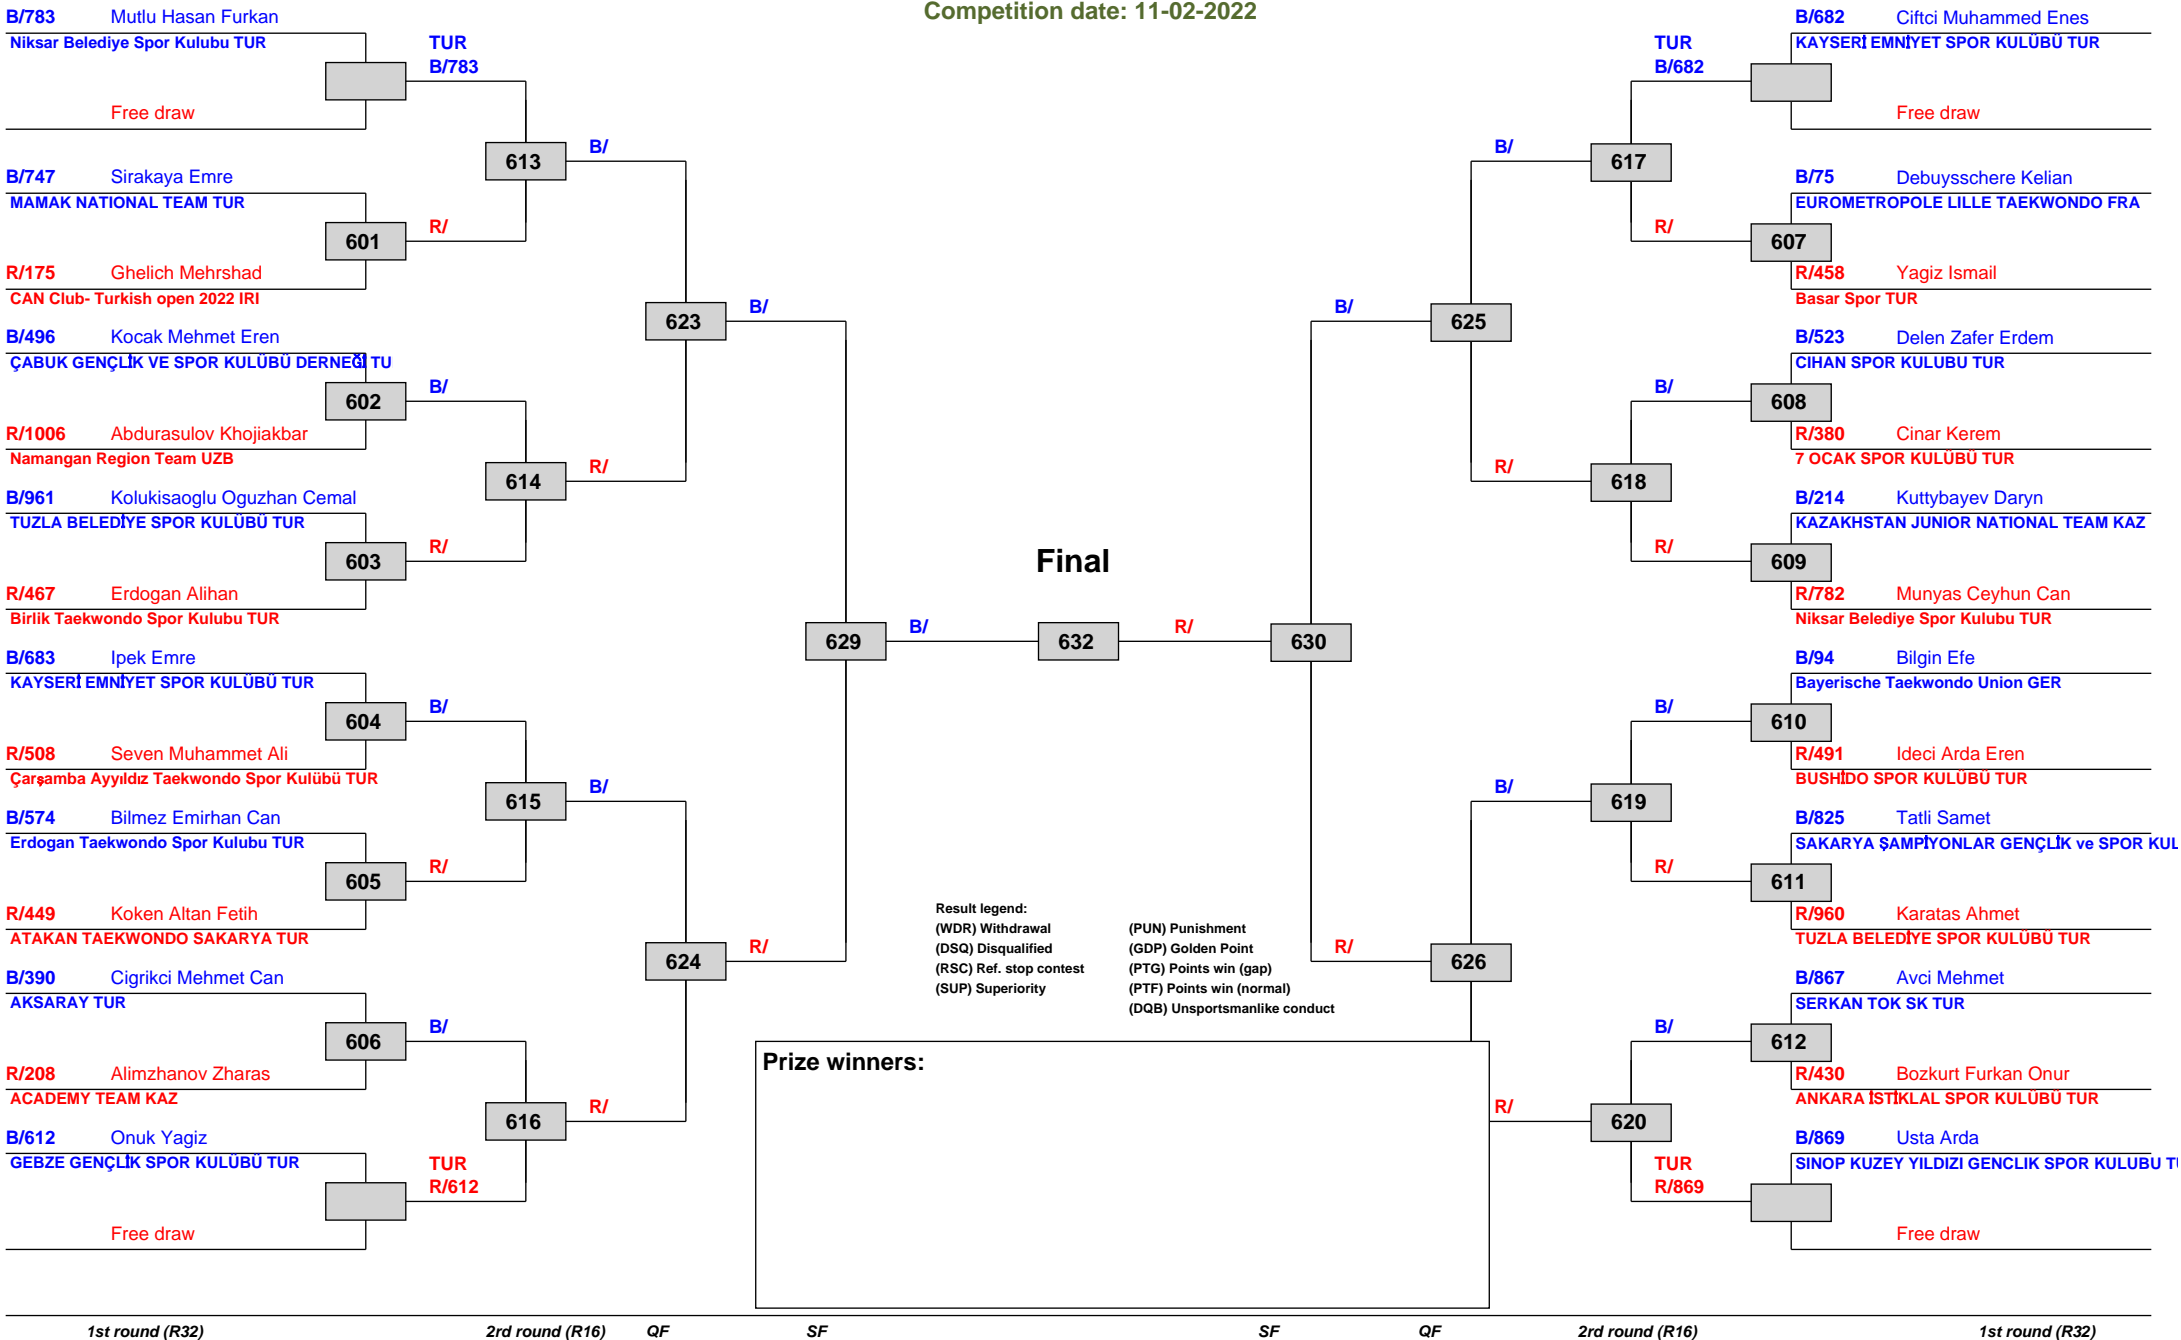 Competition date: 11-02-2022
B/783 Mutlu Hasan Furkan
Niksar Belediye Spor Kulubu TUR
TUR
B/783
Free draw
613
B/
B/747 Sirakaya Emre
MAMAK NATIONAL TEAM TUR
601
R/
R/175 Ghelich Mehrshad
CAN Club- Turkish open 2022 IRI
623
B/
B/496 Kocak Mehmet Eren
ÇABUK GENÇLİK VE SPOR KULÜBÜ DERNEĞİ TU
602
B/
R/1006 Abdurasulov Khojiakbar
Namangan Region Team UZB
614
R/
B/961 Kolukisaoglu Oguzhan Cemal
TUZLA BELEDİYE SPOR KULÜBÜ TUR
603
R/
R/467 Erdogan Alihan
Birlik Taekwondo Spor Kulubu TUR
629
B/
B/683 Ipek Emre
KAYSERİ EMNİYET SPOR KULÜBÜ TUR
604
B/
R/508 Seven Muhammet Ali
Çarşamba Ayyıldız Taekwondo Spor Kulübü TUR
615
B/
B/574 Bilmez Emirhan Can
Erdogan Taekwondo Spor Kulubu TUR
605
R/
R/449 Koken Altan Fetih
ATAKAN TAEKWONDO SAKARYA TUR
624
R/
B/390 Cigrikci Mehmet Can
AKSARAY TUR
606
B/
R/208 Alimzhanov Zharas
ACADEMY TEAM KAZ
616
R/
B/612 Onuk Yagiz
GEBZE GENÇLİK SPOR KULÜBÜ TUR
TUR
R/612
Free draw
Final
632
R/
630
Result legend:
(WDR) Withdrawal (PUN) Punishment
(DSQ) Disqualified (GDP) Golden Point
(RSC) Ref. stop contest (PTG) Points win (gap)
(SUP) Superiority (PTF) Points win (normal)
(DQB) Unsportsmanlike conduct
Prize winners:
B/682 Ciftci Muhammed Enes
KAYSERİ EMNİYET SPOR KULÜBÜ TUR
TUR
B/682
Free draw
B/
617
B/75 Debuysschere Kelian
EUROMETROPOLE LILLE TAEKWONDO FRA
R/
607
R/458 Yagiz Ismail
Basar Spor TUR
B/
625
B/523 Delen Zafer Erdem
CIHAN SPOR KULUBU TUR
B/
608
R/380 Cinar Kerem
7 OCAK SPOR KULÜBÜ TUR
R/
618
B/214 Kuttybayev Daryn
KAZAKHSTAN JUNIOR NATIONAL TEAM KAZ
R/
609
R/782 Munyas Ceyhun Can
Niksar Belediye Spor Kulubu TUR
B/94 Bilgin Efe
Bayerische Taekwondo Union GER
B/
610
R/491 Ideci Arda Eren
BUSHİDO SPOR KULÜBÜ TUR
B/
619
B/825 Tatli Samet
SAKARYA ŞAMPİYONLAR GENÇLİK ve SPOR KUL
R/
611
R/960 Karatas Ahmet
TUZLA BELEDİYE SPOR KULÜBÜ TUR
R/
626
B/867 Avci Mehmet
SERKAN TOK SK TUR
B/
612
R/430 Bozkurt Furkan Onur
ANKARA İSTİKLAL SPOR KULÜBÜ TUR
R/
620
B/869 Usta Arda
SINOP KUZEY YILDIZI GENCLIK SPOR KULUBU TU
TUR
R/869
Free draw
1st round (R32) 2rd round (R16) QF SF SF QF 2rd round (R16) 1st round (R32)